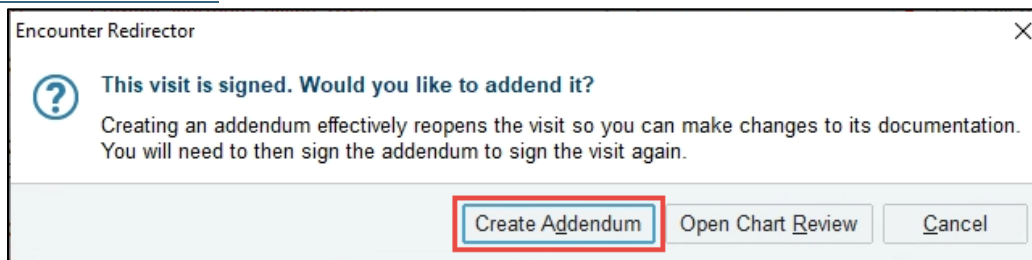 Encounter Redirector
This visit is signed. Would you like to addend it?
Creating an addendum effectively reopens the visit so you can make changes to its documentation.
You will need to then sign the addendum to sign the visit again.
Create Addendum Open Chart Review Cancel